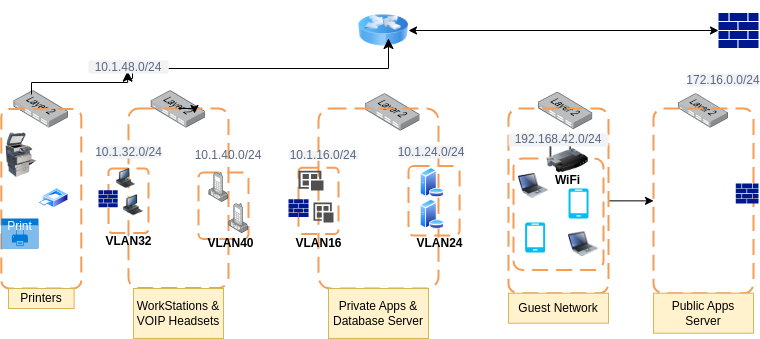 10.1.48.0/24
172.16.0.0/24
Layer 2
Layer 2
Layer 2
Layer 2
Layer 2
192.168.42.0/24
10.1.32.0/24
10.1.40.0/24
10.1.16.0/24
10.1.24.0/24
WiFi
Print
VLAN32
VLAN40
VLAN16
VLAN24
Printers
WorkStations &
VOIP Headsets
Private Apps &
Database Server
Guest Network
Public Apps
Server